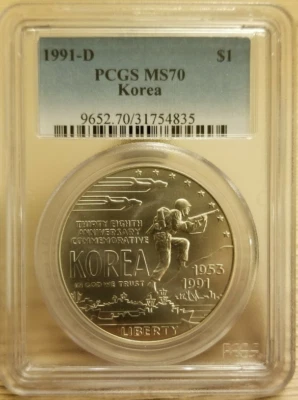 1991-D $1
PCGS MS70
Korea
9652.70/31754835
THIRTY EIGHTH
ANNIVERSARY
COMMEMORATIVE
KOREA
IN GOD WE TRUST
1953
1991
LIBERTY
PCGS